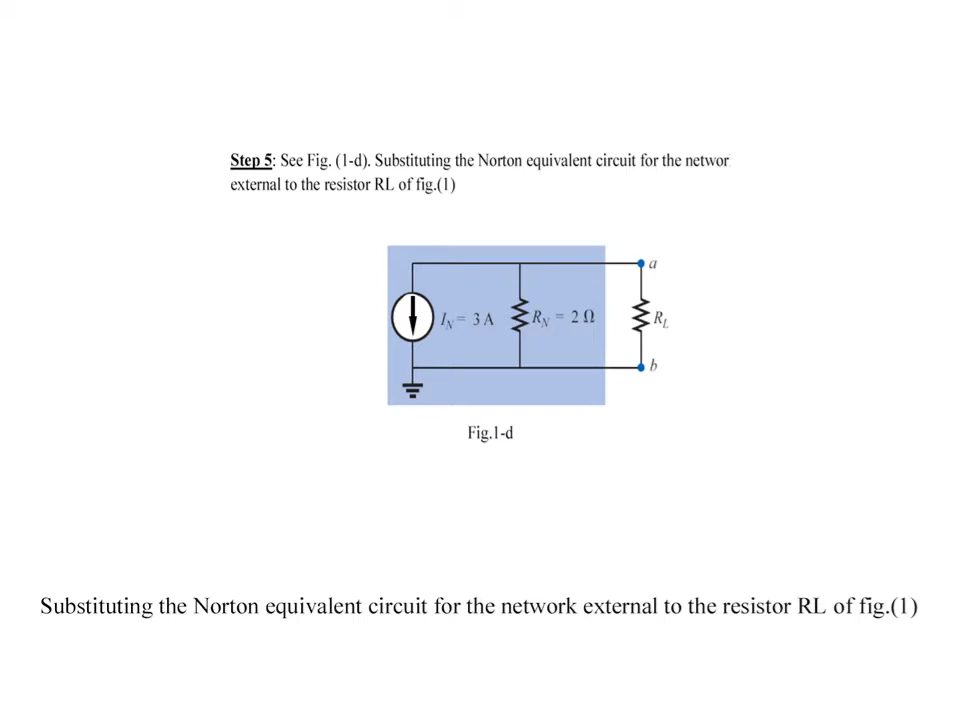 Step 5: See Fig. (1-d). Substituting the Norton equivalent circuit for the networ
external to the resistor RL of fig.(1)
a
I_N = 3 A
R_N = 2 Ω
R_L
b
Fig.1-d
Substituting the Norton equivalent circuit for the network external to the resistor RL of fig.(1)